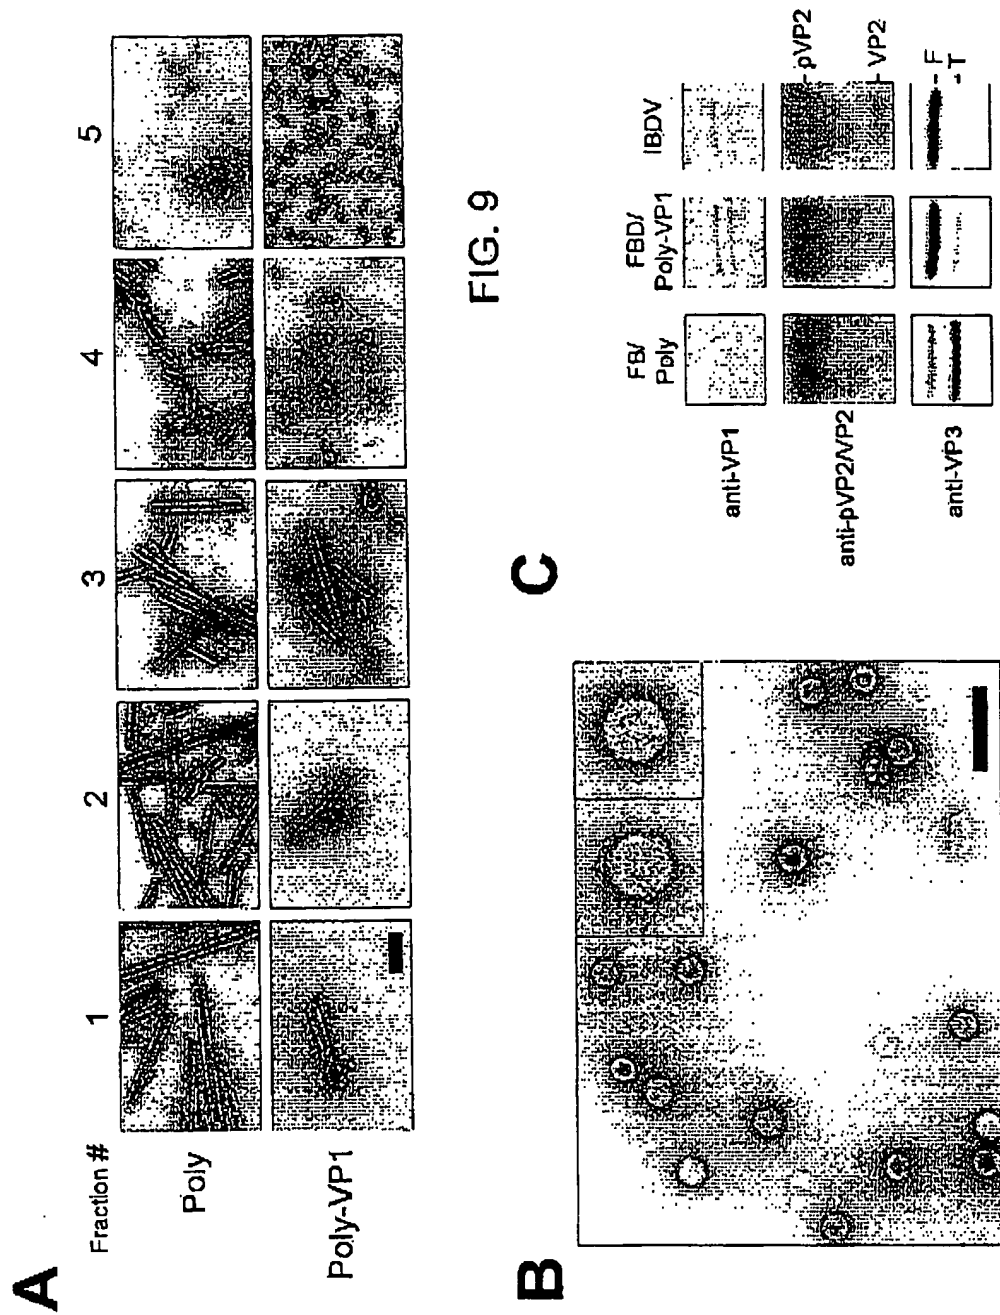 A
Fraction # 1 2 3 4 5
Poly
Poly-VP1
FIG. 9
B
C
FB/
Poly
FBD/
Poly-VP1
IBDV
anti-VP1
anti-pVP2/VP2
pVP2
VP2
anti-VP3
F
T